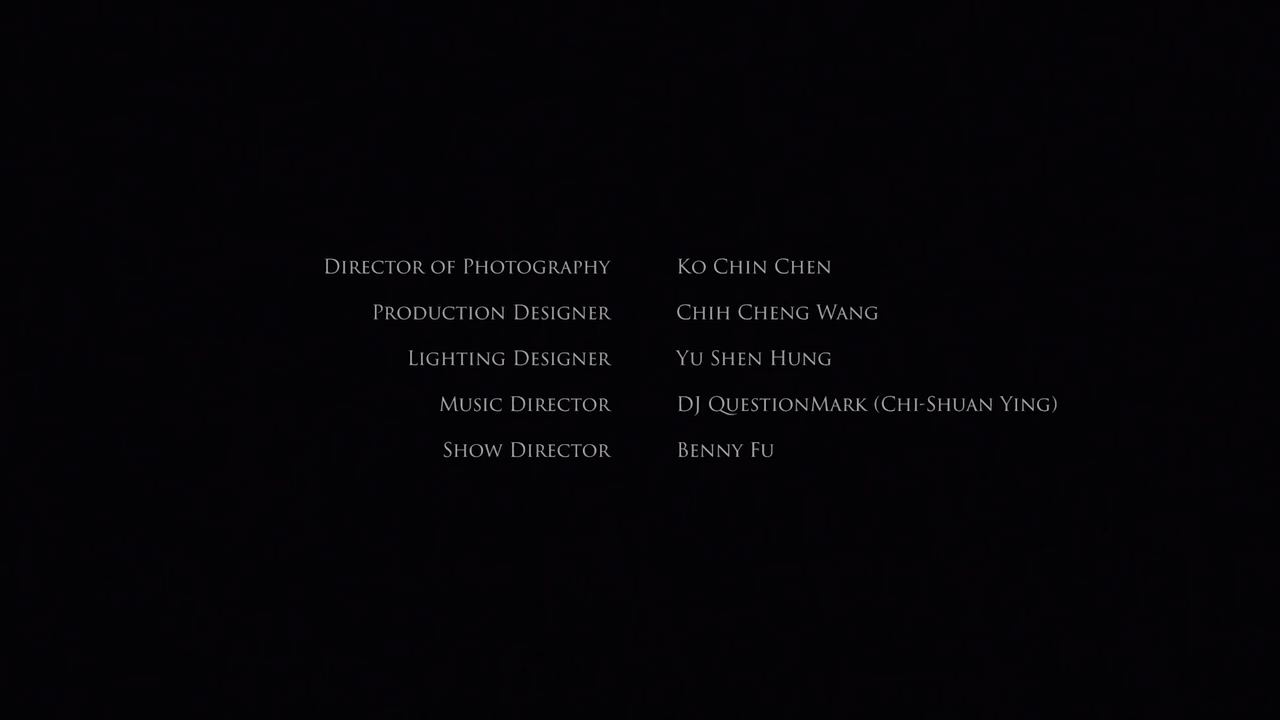 Director of Photography Ko Chin Chen
Production Designer Chih Cheng Wang
Lighting Designer Yu Shen Hung
Music Director DJ QuestionMark (Chi-Shuan Ying)
Show Director Benny Fu